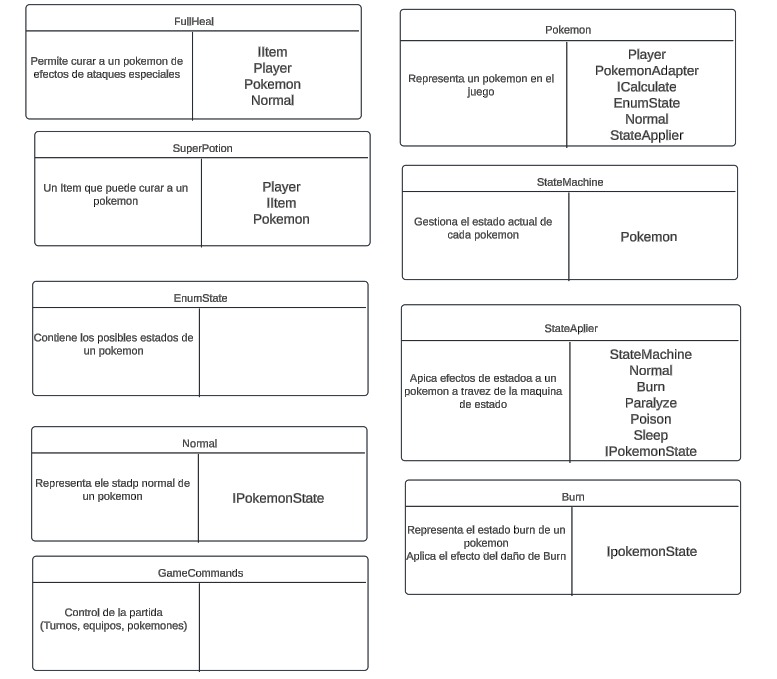 FullHeal
Permite curar a un pokemon de
efectos de ataques especiales
IItem
Player
Pokemon
Normal
SuperPotion
Un Item que puede curar a un
pokemon
Player
IItem
Pokemon
EnumState
Contiene los posibles estados de
un pokemon
Normal
Representa ele stadp normal de
un pokemon
IPokemonState
GameCommands
Control de la partida
(Turnos, equipos, pokemones)
Pokemon
Representa un pokemon en el
juego
Player
PokemonAdapter
ICalculate
EnumState
Normal
StateApplier
StateMachine
Gestiona el estado actual de
cada pokemon
Pokemon
StateAplier
Apica efectos de estadoa a un
pokemon a travez de la maquina
de estado
StateMachine
Normal
Burn
Paralyze
Poison
Sleep
IPokemonState
Burn
Representa el estado burn de un
pokemon
Aplica el efecto del daño de Burn
IpokemonState